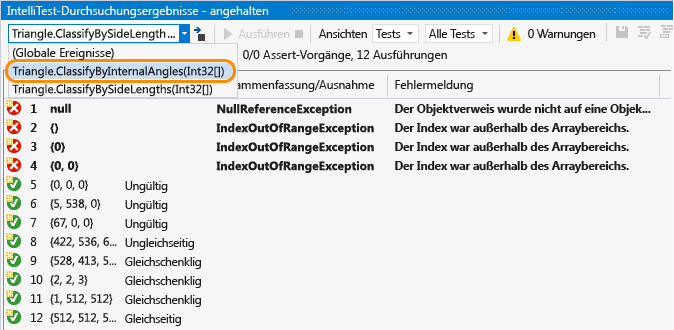 IntelliTest-Durchsuchungsergebnisse - angehalten
Triangle.ClassifyBySideLength ... Ausführen Ansichten Tests Alle Tests 0 Warnungen
(Globale Ereignisse) 0/0 Assert-Vorgänge, 12 Ausführungen
Triangle.ClassifyByInternalAngles(Int32[])
Triangle.ClassifyBySideLengths(Int32[]) ammenfassung/Ausnahme Fehlermeldung
1 null NullReferenceException Der Objektverweis wurde nicht auf eine Objek...
2 {} IndexOutOfRangeException Der Index war außerhalb des Arraybereichs.
3 {0} IndexOutOfRangeException Der Index war außerhalb des Arraybereichs.
4 {0, 0} IndexOutOfRangeException Der Index war außerhalb des Arraybereichs.
5 {0, 0, 0} Ungültig
6 {5, 538, 0} Ungültig
7 {67, 0, 0} Ungültig
8 {422, 536, 6... Ungleichseitig
9 {528, 413, 5... Gleichschenklig
10 {2, 2, 3} Gleichschenklig
11 {1, 512, 512} Gleichschenklig
12 {512, 512, 5... Gleichseitig